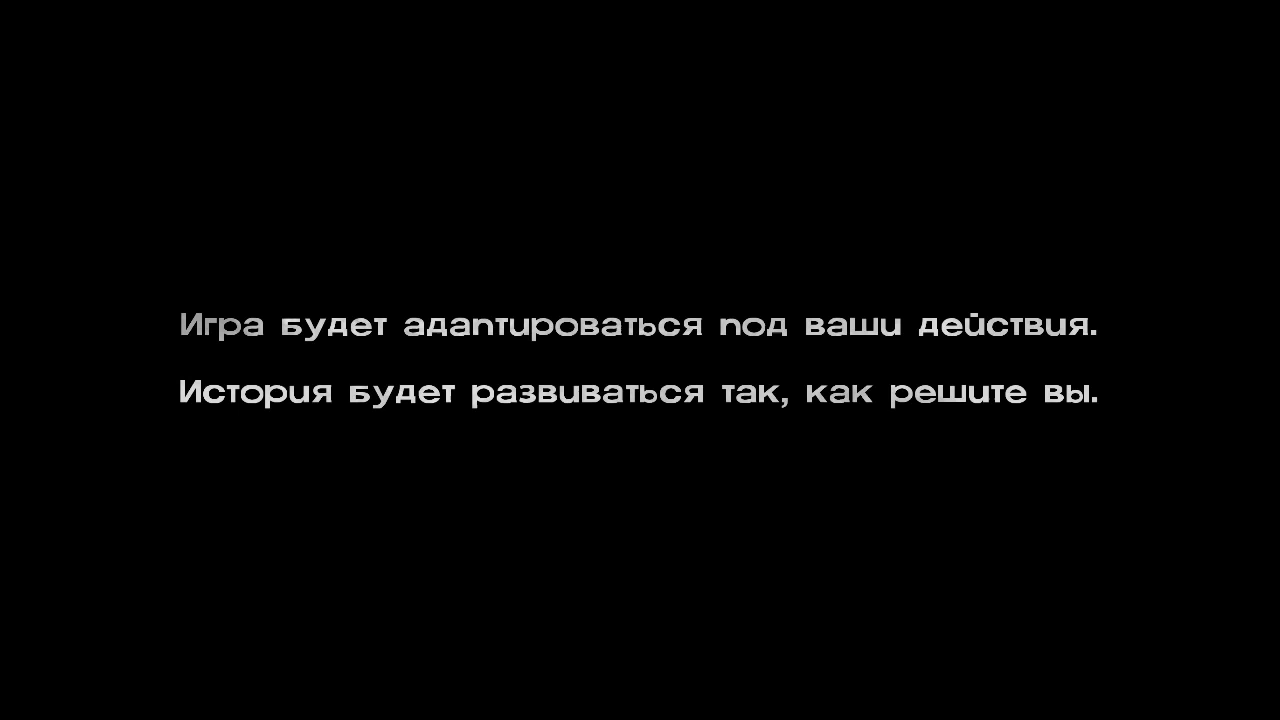 Игра будет адаптироваться под ваши действия.
История будет развиваться так, как решите вы.